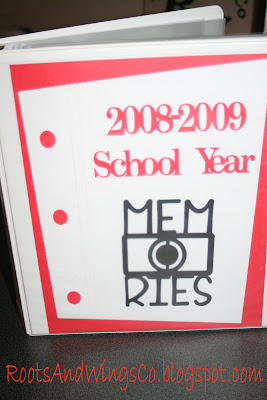 2008-2009
School Year
MEM
RIES
RootsAndWingsCo.blogspot.com